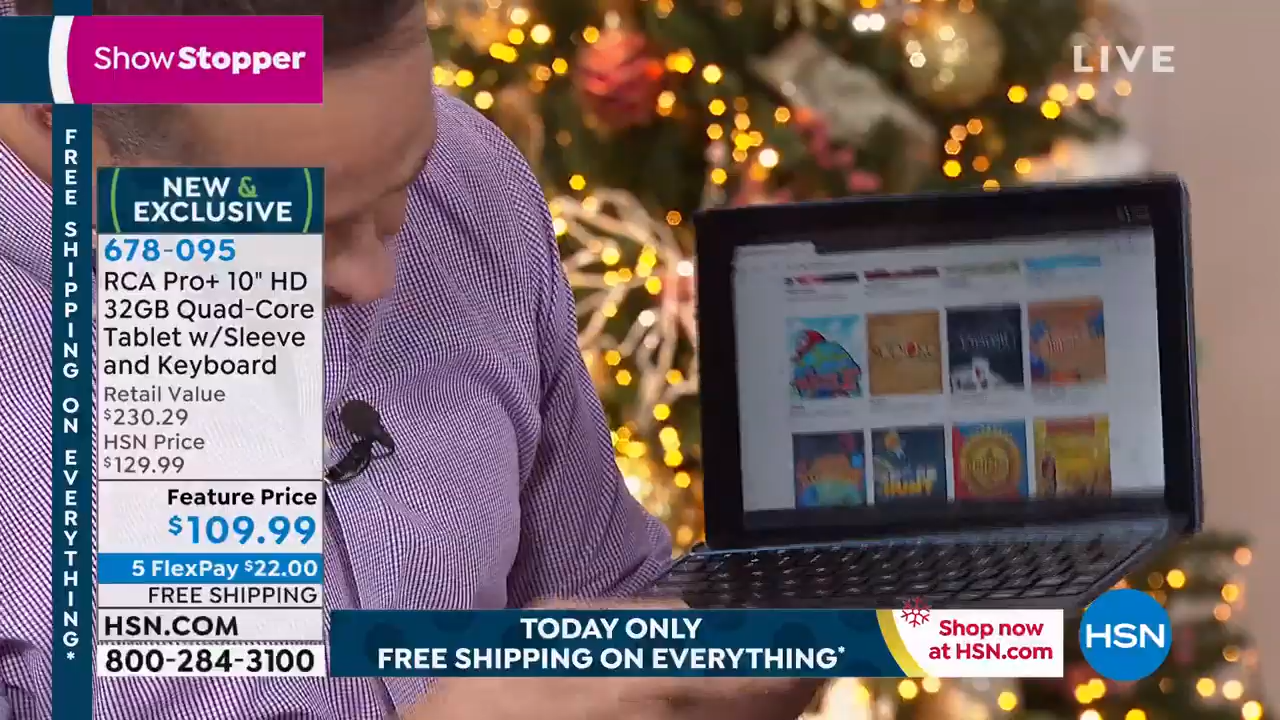 ShowStopper
LIVE
FREE SHIPPING ON EVERYTHING*
NEW &
EXCLUSIVE
678-095
RCA Pro+ 10" HD
32GB Quad-Core
Tablet w/Sleeve
and Keyboard
Retail Value
$230.29
HSN Price
$129.99
Feature Price
$109.99
5 FlexPay $22.00
FREE SHIPPING
HSN.COM
800-284-3100
TODAY ONLY
FREE SHIPPING ON EVERYTHING*
Shop now
at HSN.com
HSN